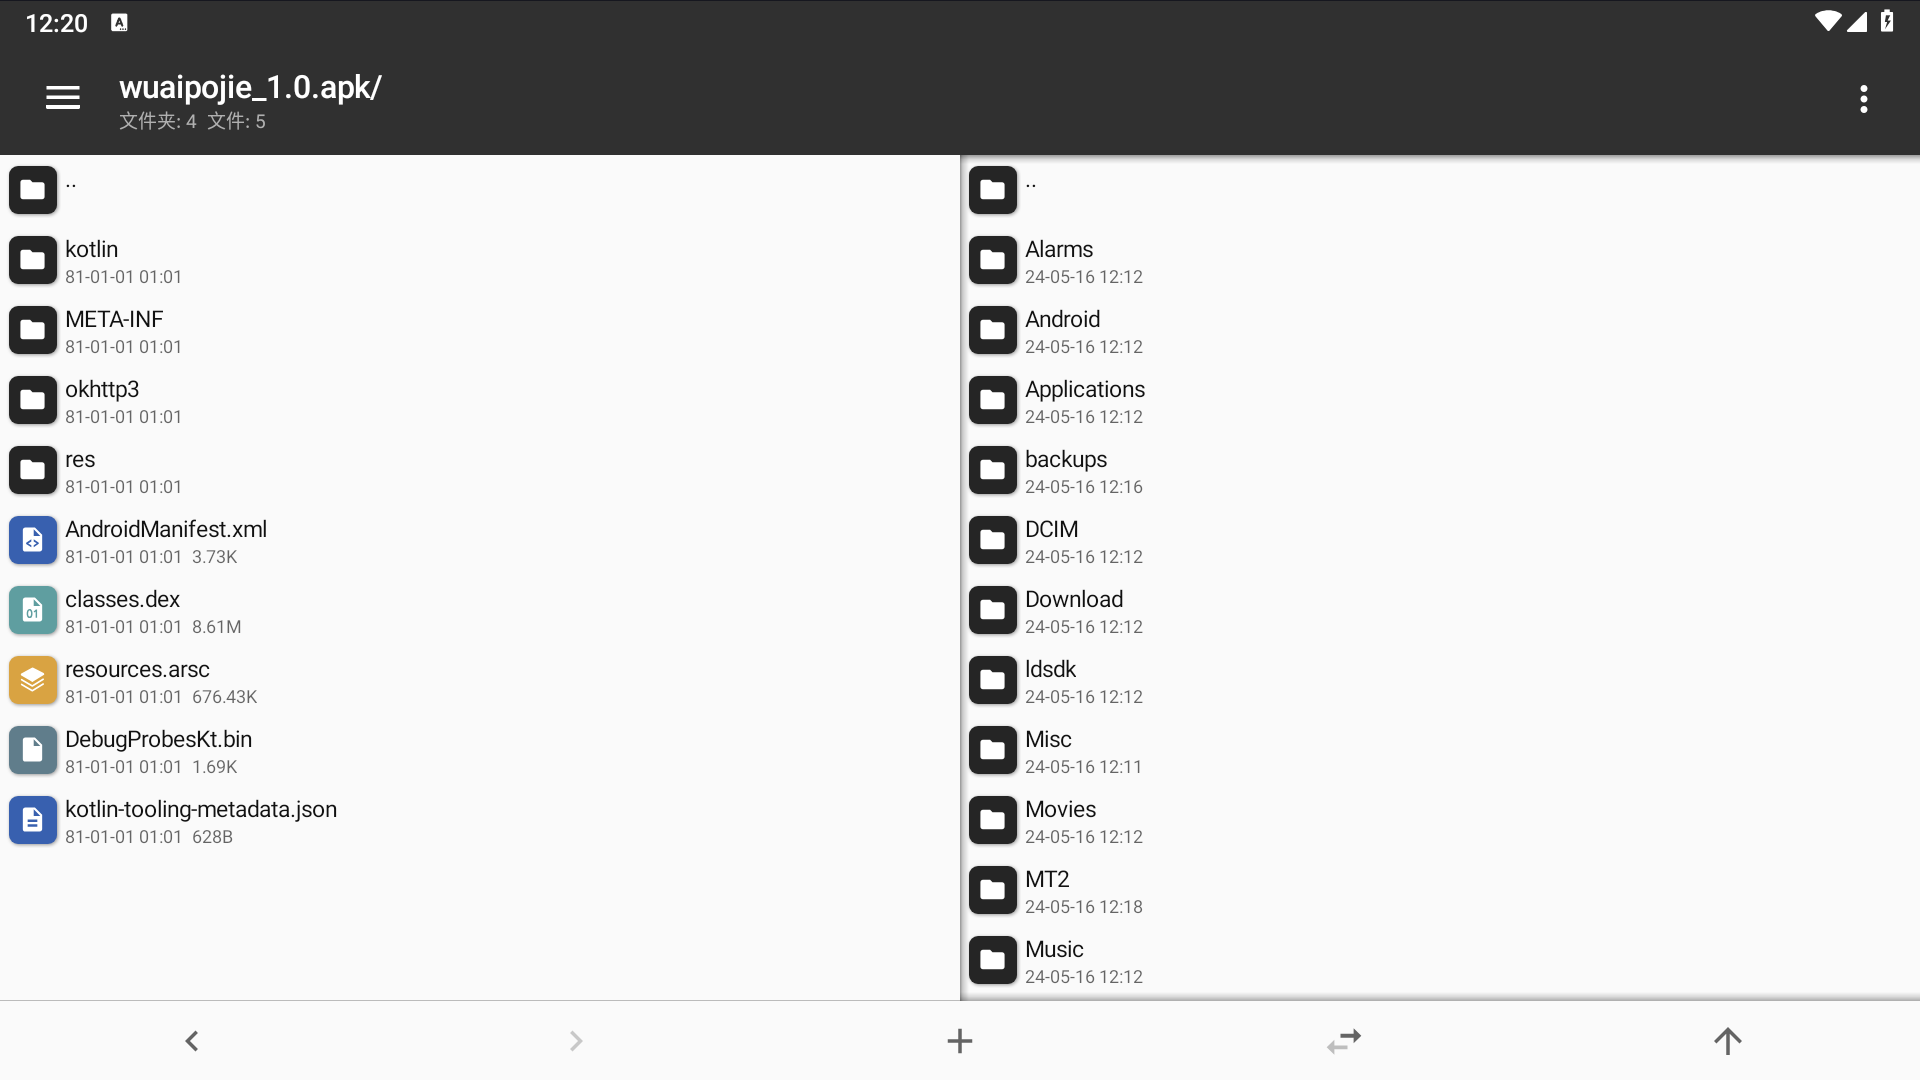 12:20
A
wuaipojie_1.0.apk/
文件夹: 4 文件: 5
..
kotlin
81-01-01 01:01
META-INF
81-01-01 01:01
okhttp3
81-01-01 01:01
res
81-01-01 01:01
AndroidManifest.xml
81-01-01 01:01 3.73K
01
classes.dex
81-01-01 01:01 8.61M
resources.arsc
81-01-01 01:01 676.43K
DebugProbesKt.bin
81-01-01 01:01 1.69K
kotlin-tooling-metadata.json
81-01-01 01:01 628B
..
Alarms
24-05-16 12:12
Android
24-05-16 12:12
Applications
24-05-16 12:12
backups
24-05-16 12:16
DCIM
24-05-16 12:12
Download
24-05-16 12:12
ldsdk
24-05-16 12:12
Misc
24-05-16 12:11
Movies
24-05-16 12:12
MT2
24-05-16 12:18
Music
24-05-16 12:12